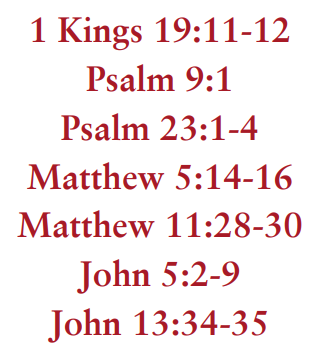 1 Kings 19:11-12
Psalm 9:1
Psalm 23:1-4
Matthew 5:14-16
Matthew 11:28-30
John 5:2-9
John 13:34-35